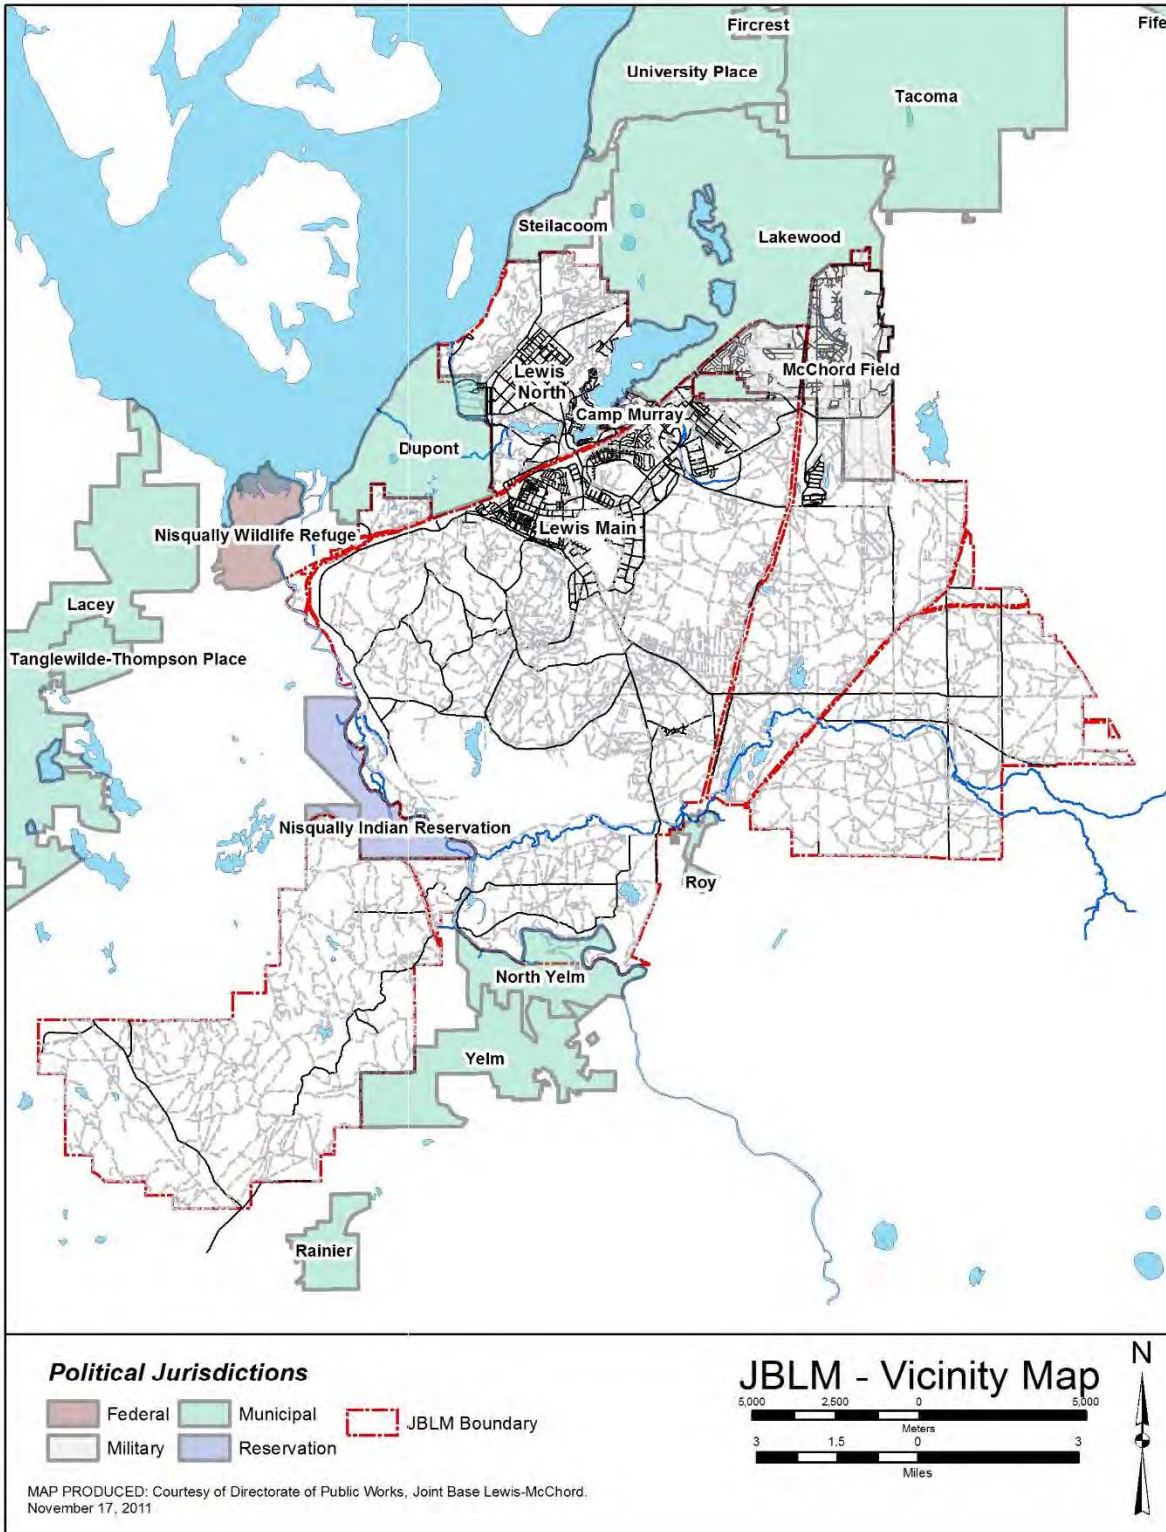 Fircrest
Fife
University Place
Tacoma
Steilacoom
Lakewood
McChord Field
Lewis
North
Camp Murray
Dupont
Lewis Main
Nisqually Wildlife Refuge
Lacey
Tanglewilde-Thompson Place
Nisqually Indian Reservation
Roy
North Yelm
Yelm
Rainier
Political Jurisdictions
Federal
Municipal
JBLM Boundary
Military
Reservation
JBLM - Vicinity Map
5,000 2,500 0 5,000
Meters
3 1.5 0 3
Miles
N
MAP PRODUCED: Courtesy of Directorate of Public Works, Joint Base Lewis-McChord.
November 17, 2011